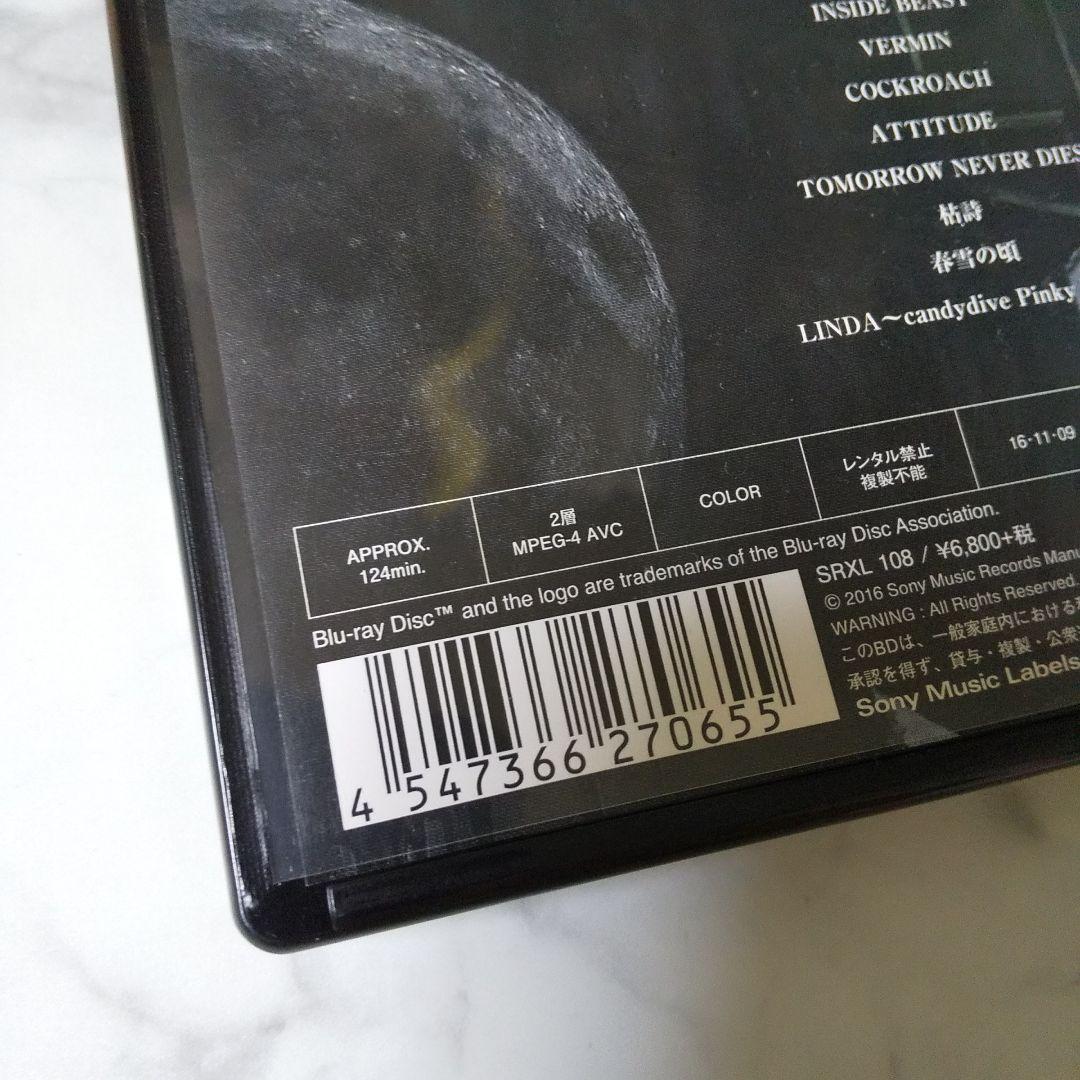 INSIDE BEAST
VERMIN
COCKROACH
ATTITUDE
TOMORROW NEVER DIES
枯詩
春雪の頃
LINDA～candydive Pinky
APPROX.
124min.
2層
MPEG-4 AVC
COLOR
レンタル禁止
複製不能
16・11・09
Blu-ray Disc™ and the logo are trademarks of the Blu-ray Disc Association.
SRXL 108 / ¥6,800+税
© 2016 Sony Music Records Manu
WARNING : All Rights Reserved.
このBDは、一般家庭内における
承認を得ず、貸与・複製・公衆
Sony Music Labels
4 547366 270655